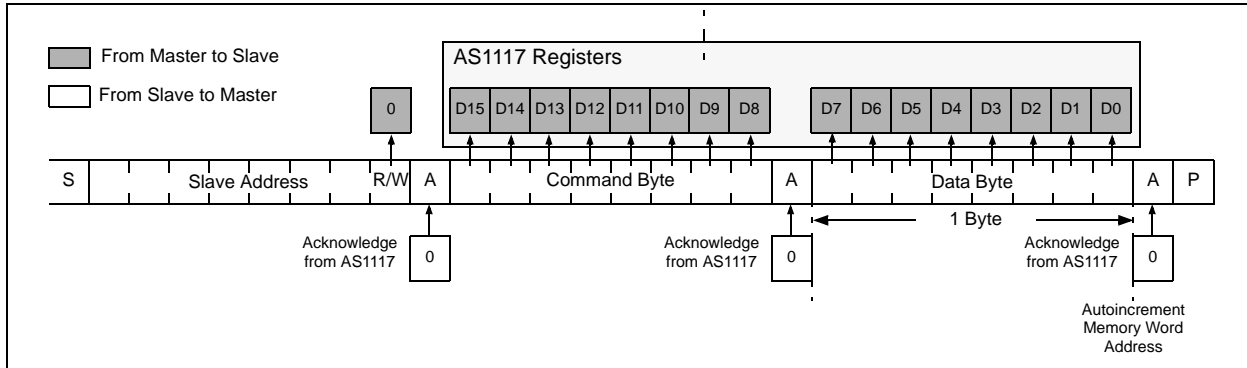 From Master to Slave
From Slave to Master
AS1117 Registers
0
D15 D14 D13 D12 D11 D10 D9 D8
D7 D6 D5 D4 D3 D2 D1 D0
S Slave Address R/W A Command Byte A Data Byte A P
1 Byte
Acknowledge
from AS1117
0
Acknowledge
from AS1117
0
Acknowledge
from AS1117
0
Autoincrement
Memory Word
Address